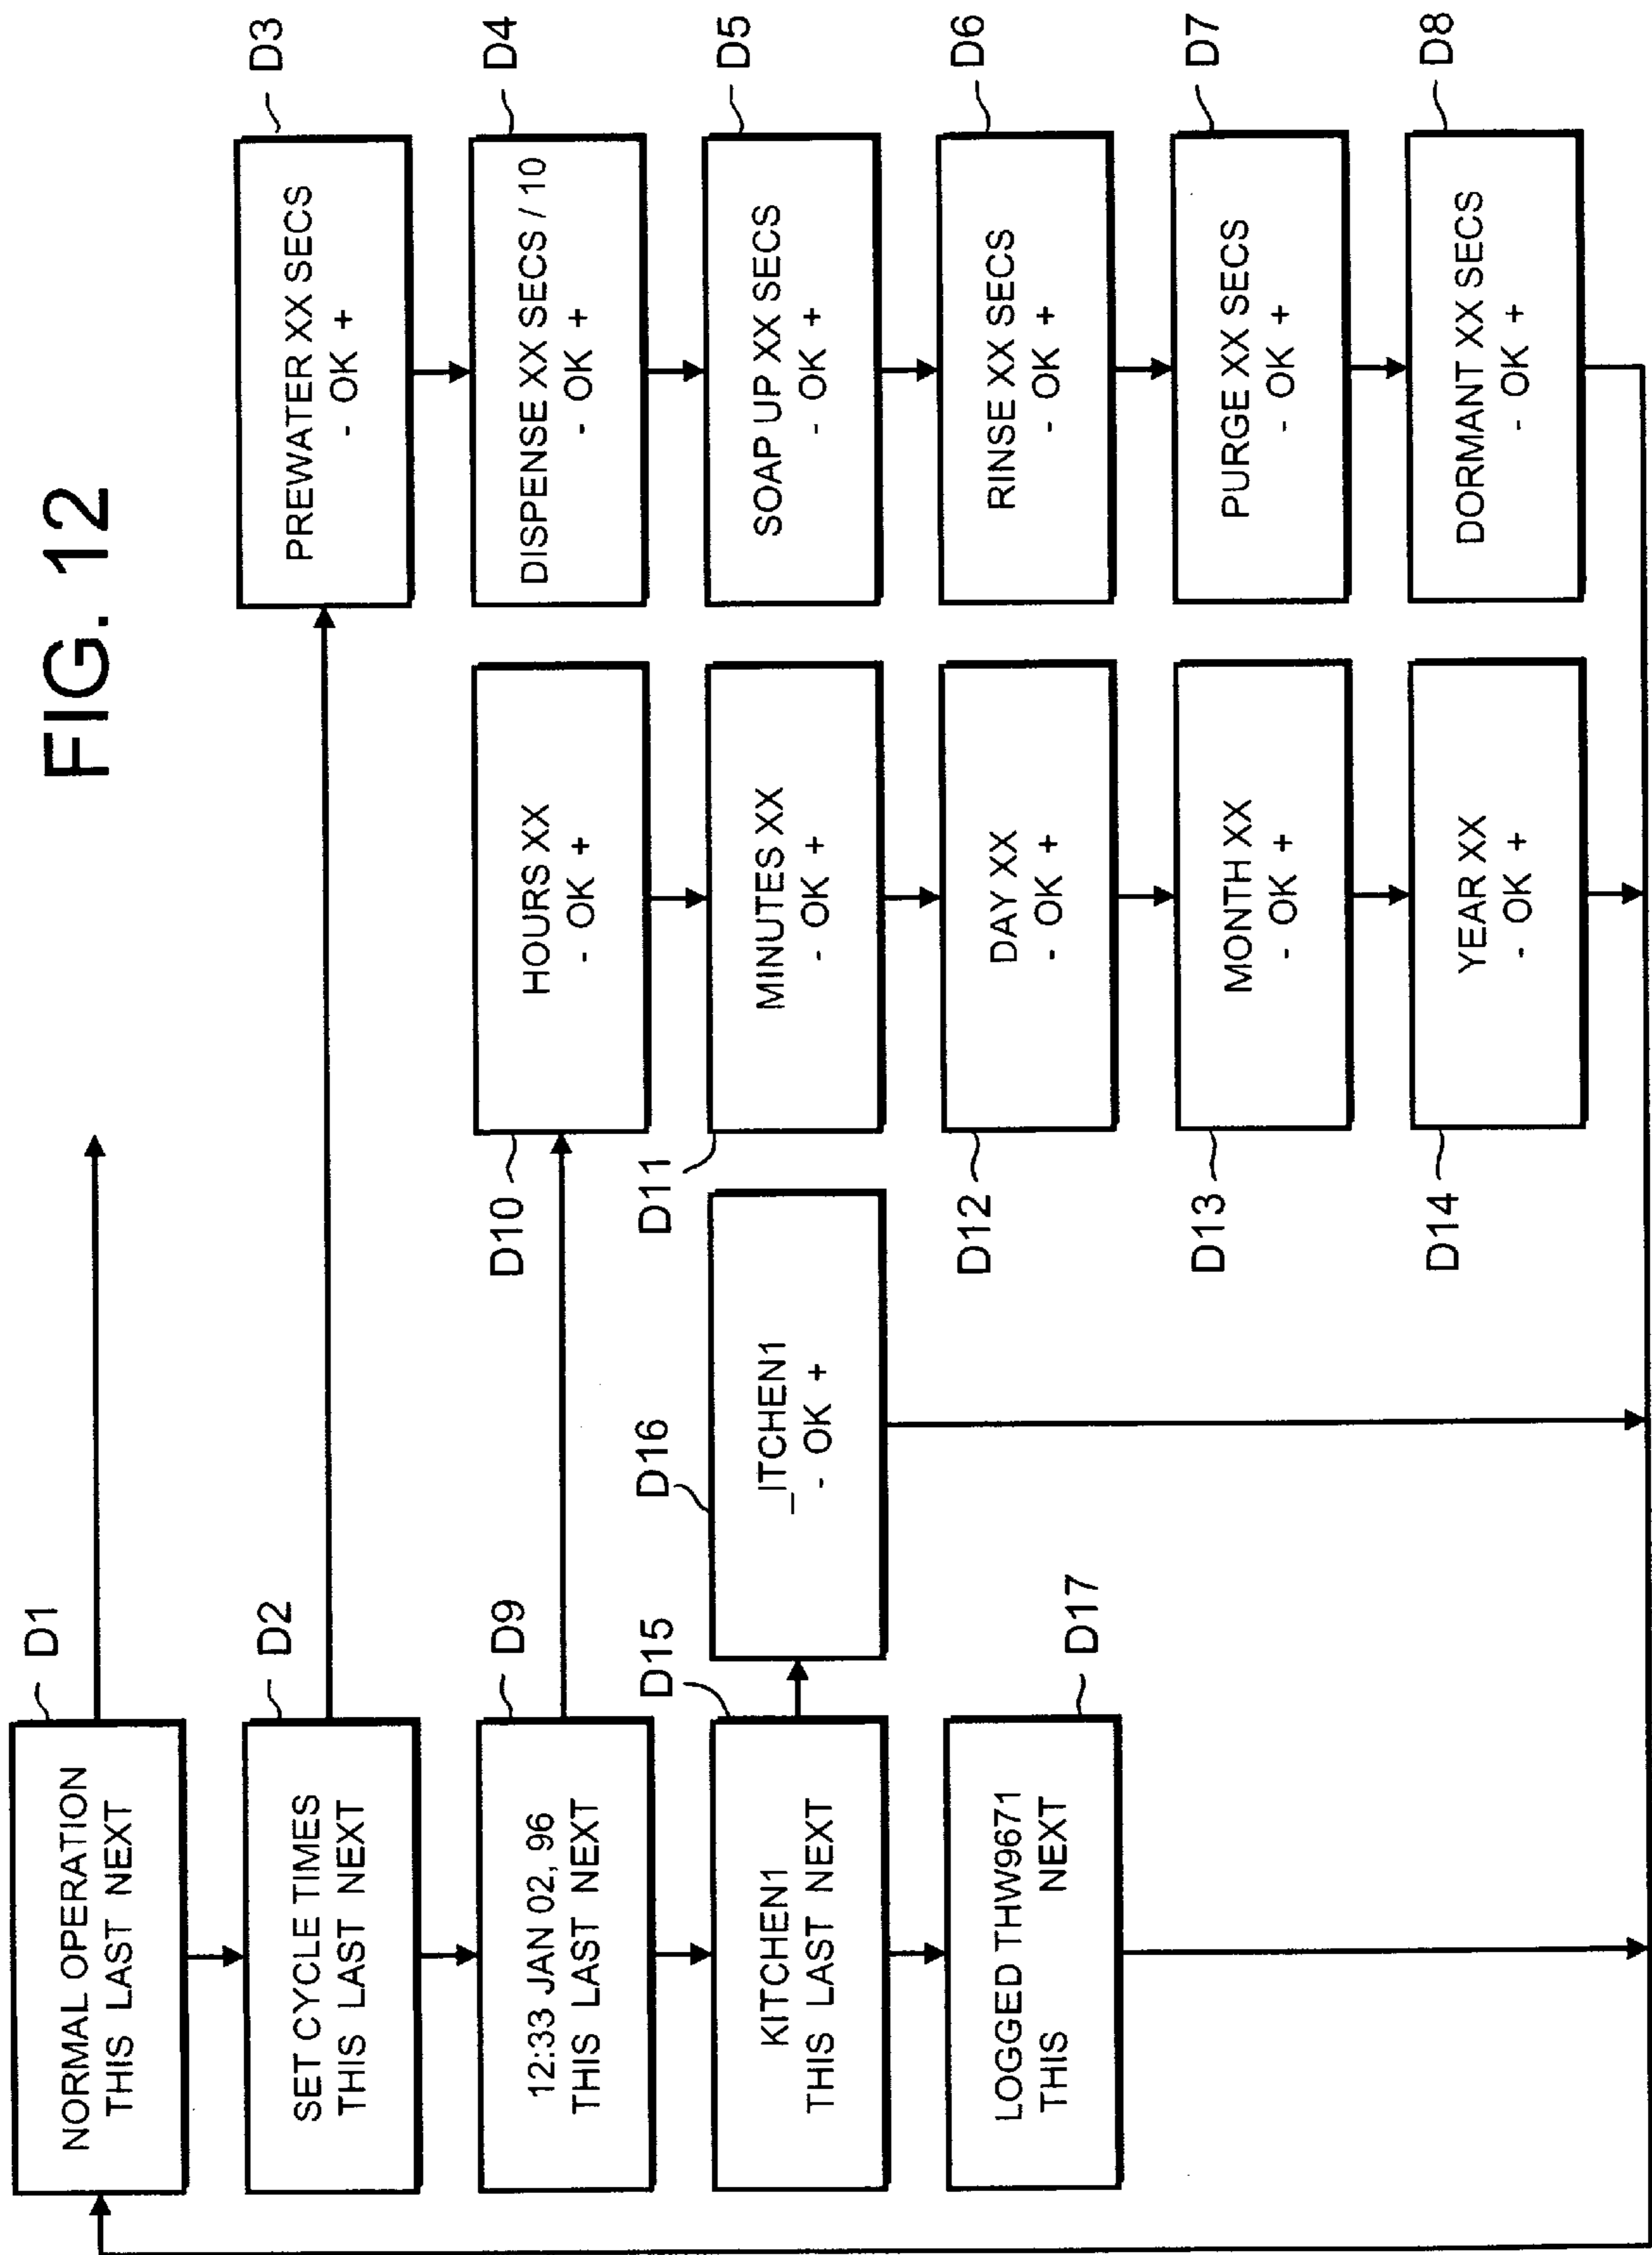 FIG. 12
D1
NORMAL OPERATION
THIS LAST NEXT
D2
SET CYCLE TIMES
THIS LAST NEXT
D3
PREWATER XX SECS
- OK +
D4
DISPENSE XX SECS / 10
- OK +
D5
SOAP UP XX SECS
- OK +
D6
RINSE XX SECS
- OK +
D7
PURGE XX SECS
- OK +
D8
DORMANT XX SECS
- OK +
D9
12:33 JAN 02, 96
THIS LAST NEXT
D10
HOURS XX
- OK +
D11
MINUTES XX
- OK +
D12
DAY XX
- OK +
D13
MONTH XX
- OK +
D14
YEAR XX
- OK +
D15
KITCHEN1
THIS LAST NEXT
D16
_ITCHEN1
- OK +
D17
LOGGED THW9671
THIS NEXT